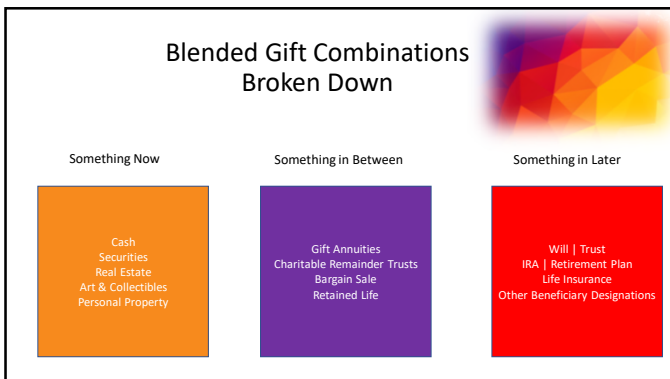 Blended Gift Combinations
Broken Down
Something Now
Cash
Securities
Real Estate
Art & Collectibles
Personal Property
Something in Between
Gift Annuities
Charitable Remainder Trusts
Bargain Sale
Retained Life
Something in Later
Will | Trust
IRA | Retirement Plan
Life Insurance
Other Beneficiary Designations